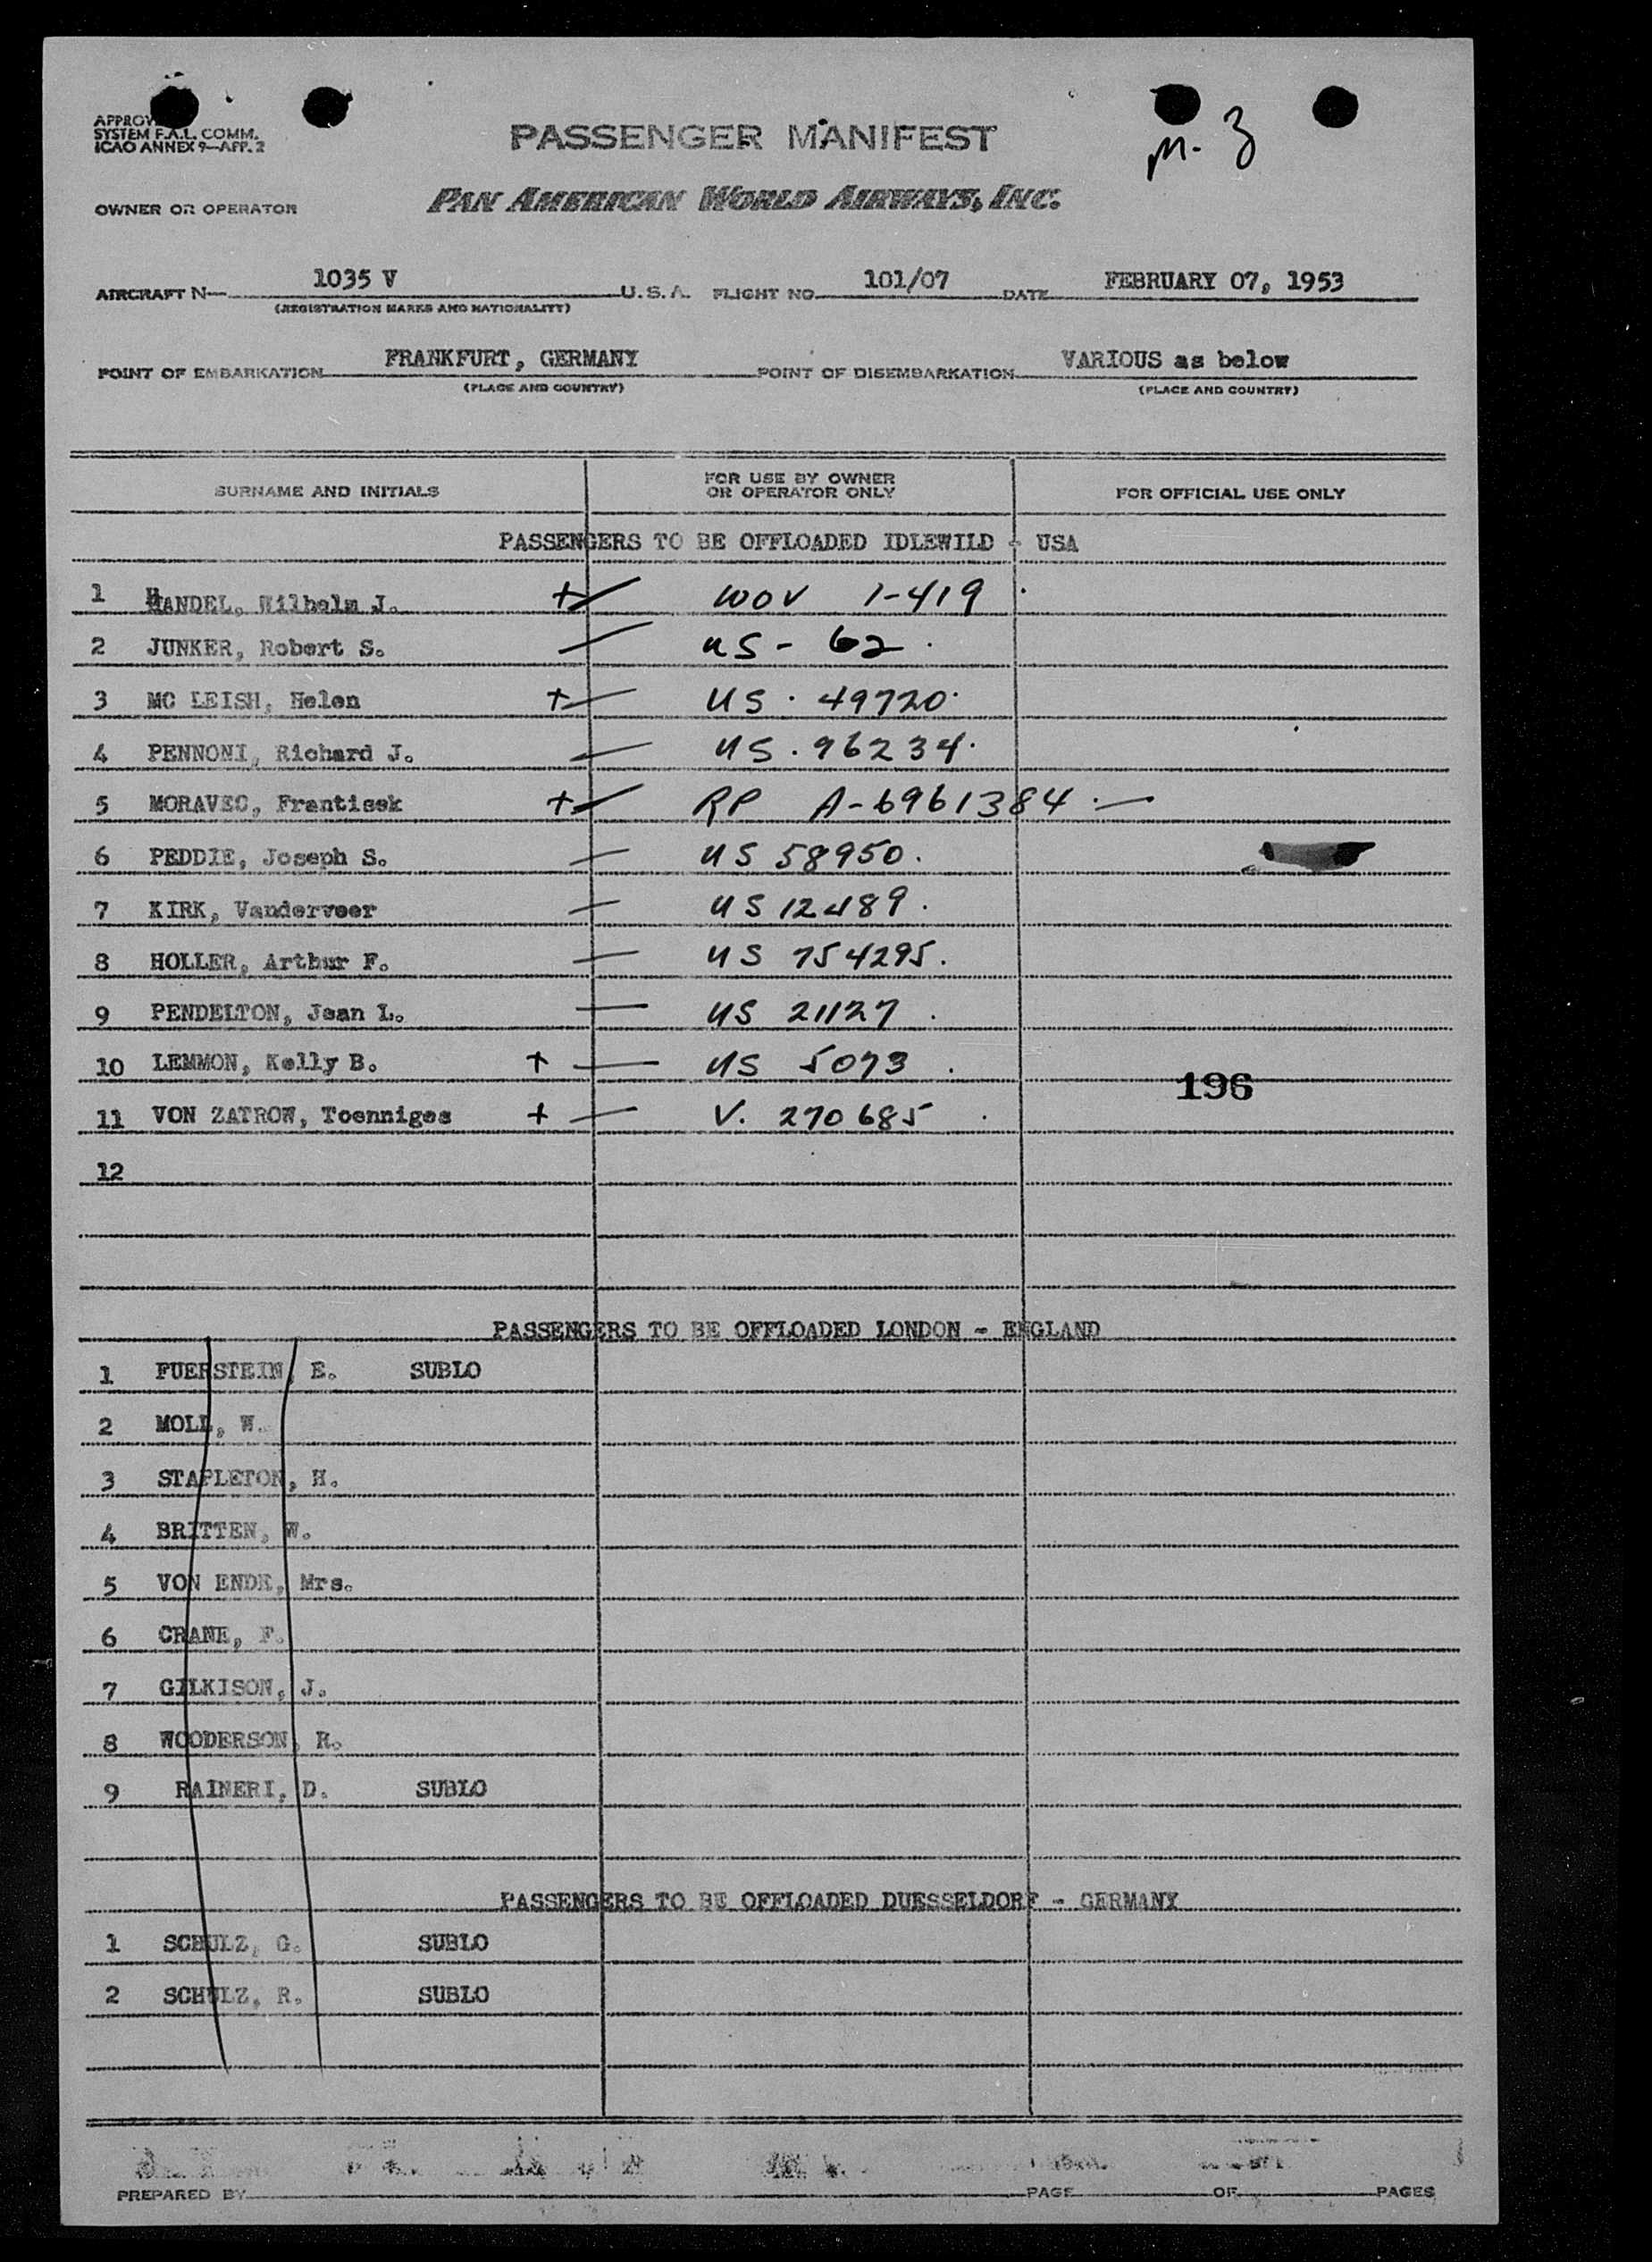 APPROV
SYSTEM F.A.L. COMM.
ICAO ANNEX 9—APP. 2
PASSENGER MANIFEST
M-3
OWNER OR OPERATOR PAN AMERICAN WORLD AIRWAYS, INC.
AIRCRAFT N— 1035 V U.S.A. FLIGHT NO. 101/07 DATE FEBRUARY 07, 1953
(REGISTRATION MARKS AND NATIONALITY)
POINT OF EMBARKATION FRANKFURT, GERMANY POINT OF DISEMBARKATION VARIOUS as below
(PLACE AND COUNTRY) (PLACE AND COUNTRY)
SURNAME AND INITIALS FOR USE BY OWNER OR OPERATOR ONLY FOR OFFICIAL USE ONLY
PASSENGERS TO BE OFFLOADED IDLEWILD - USA
1 HANDEL, Wilhelm J. + WOV 1-419
2 JUNKER, Robert S. US - 62.
3 MC LEISH, Helen + US. 49720.
4 PENNONI, Richard J. US. 96234.
5 MORAVEC, Frantisek + RP A-6961384. —
6 PEDDIE, Joseph S. US 58950.
7 KIRK, Vanderveer US 12489.
8 HOLLER, Arthur F. US 754295.
9 PENDELTON, Jean L. US 21127.
10 LEMMON, Kelly B. + US 5073.
196
11 VON ZATROW, Toenniges + V. 270685.
12
PASSENGERS TO BE OFFLOADED LONDON - ENGLAND
1 FUERSTEIN, E. SUBLO
2 MOLL, W.
3 STAPLETON, H.
4 BRITTEN, W.
5 VON ENDE, Mrs.
6 CRANE, F.
7 GILKISON, J.
8 WOODERSON, R.
9 RAINERI, D. SUBLO
PASSENGERS TO BE OFFLOADED DUESSELDORF - GERMANY
1 SCHULZ, G. SUBLO
2 SCHULZ, R. SUBLO
PREPARED BY PAGE OF PAGES